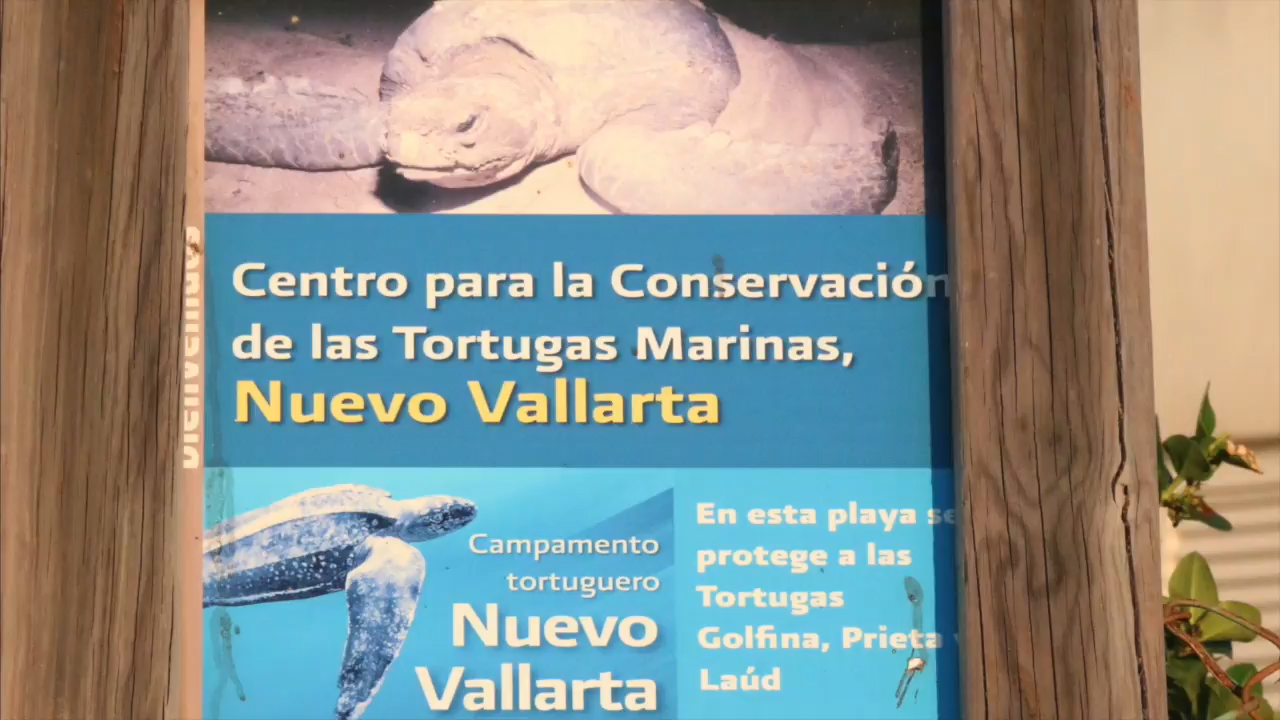 Bienvenidos
Centro para la Conservación
de las Tortugas Marinas,
Nuevo Vallarta
Campamento
tortuguero
Nuevo
Vallarta
En esta playa se
protege a las
Tortugas
Golfina, Prieta y
Laúd